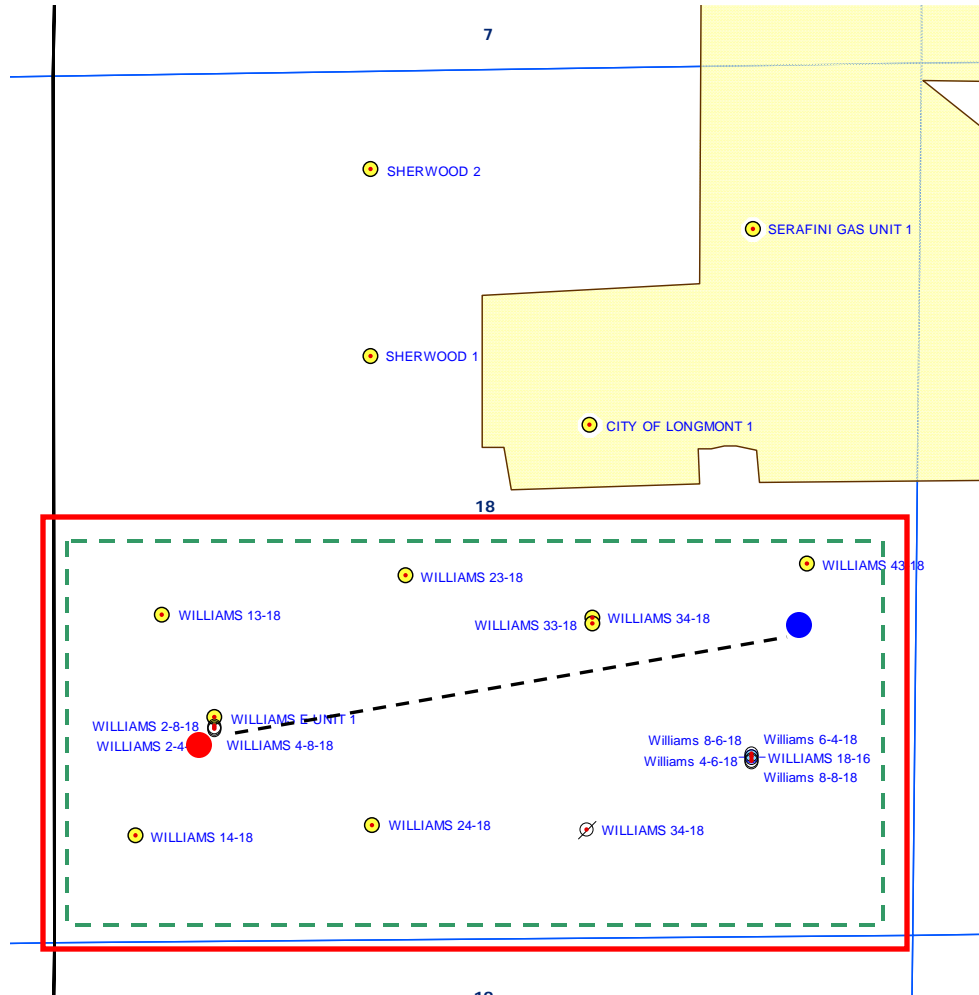 7
SHERWOOD 2
SERAFINI GAS UNIT 1
SHERWOOD 1
CITY OF LONGMONT 1
18
WILLIAMS 43-18
WILLIAMS 23-18
WILLIAMS 13-18
WILLIAMS 34-18
WILLIAMS 33-18
WILLIAMS E UNIT 1
WILLIAMS 2-8-18
WILLIAMS 2-4-
WILLIAMS 4-8-18
Williams 8-6-18
Williams 6-4-18
Williams 4-6-18
WILLIAMS 18-16
Williams 8-8-18
WILLIAMS 14-18
WILLIAMS 24-18
WILLIAMS 34-18